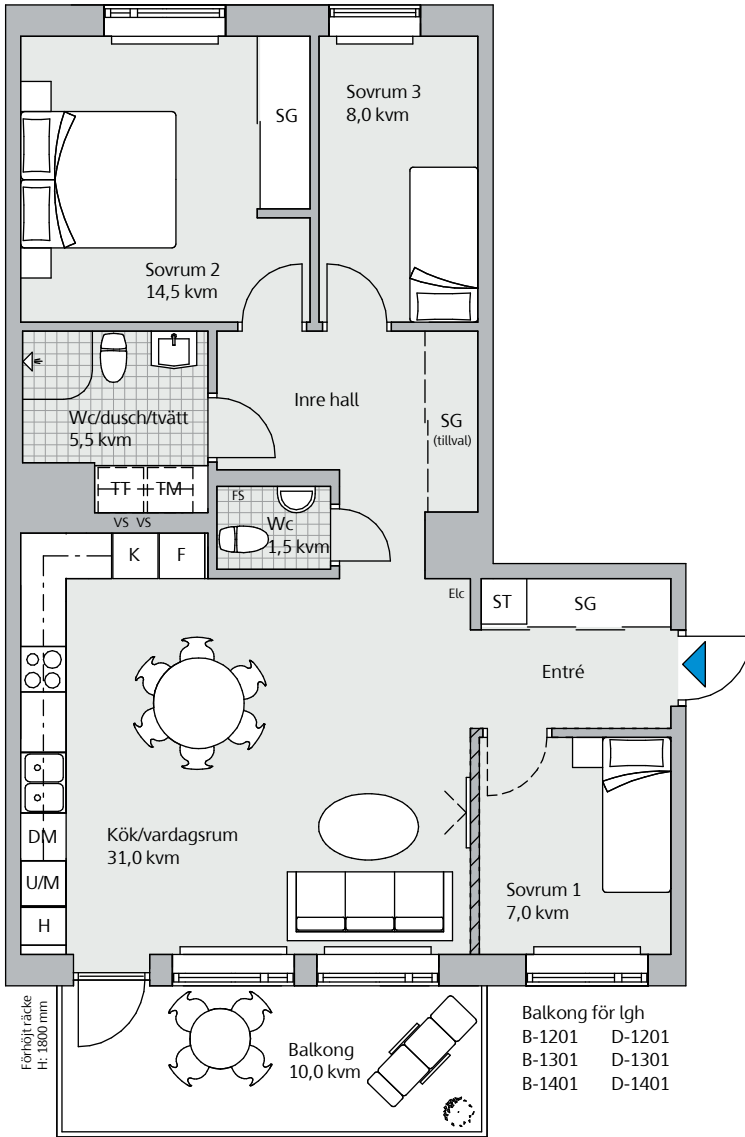 Sovrum 3
8,0 kvm
SG
Sovrum 2
14,5 kvm
Inre hall
SG
(tillval)
Wc/dusch/tvätt
5,5 kvm
TT TM
VS VS
FS
Wc
1,5 kvm
K F
Elc
ST SG
Entré
DM
U/M
H
Kök/vardagsrum
31,0 kvm
Sovrum 1
7,0 kvm
Förhöjt räcke
H: 1800 mm
Balkong
10,0 kvm
Balkong för lgh
B-1201 D-1201
B-1301 D-1301
B-1401 D-1401